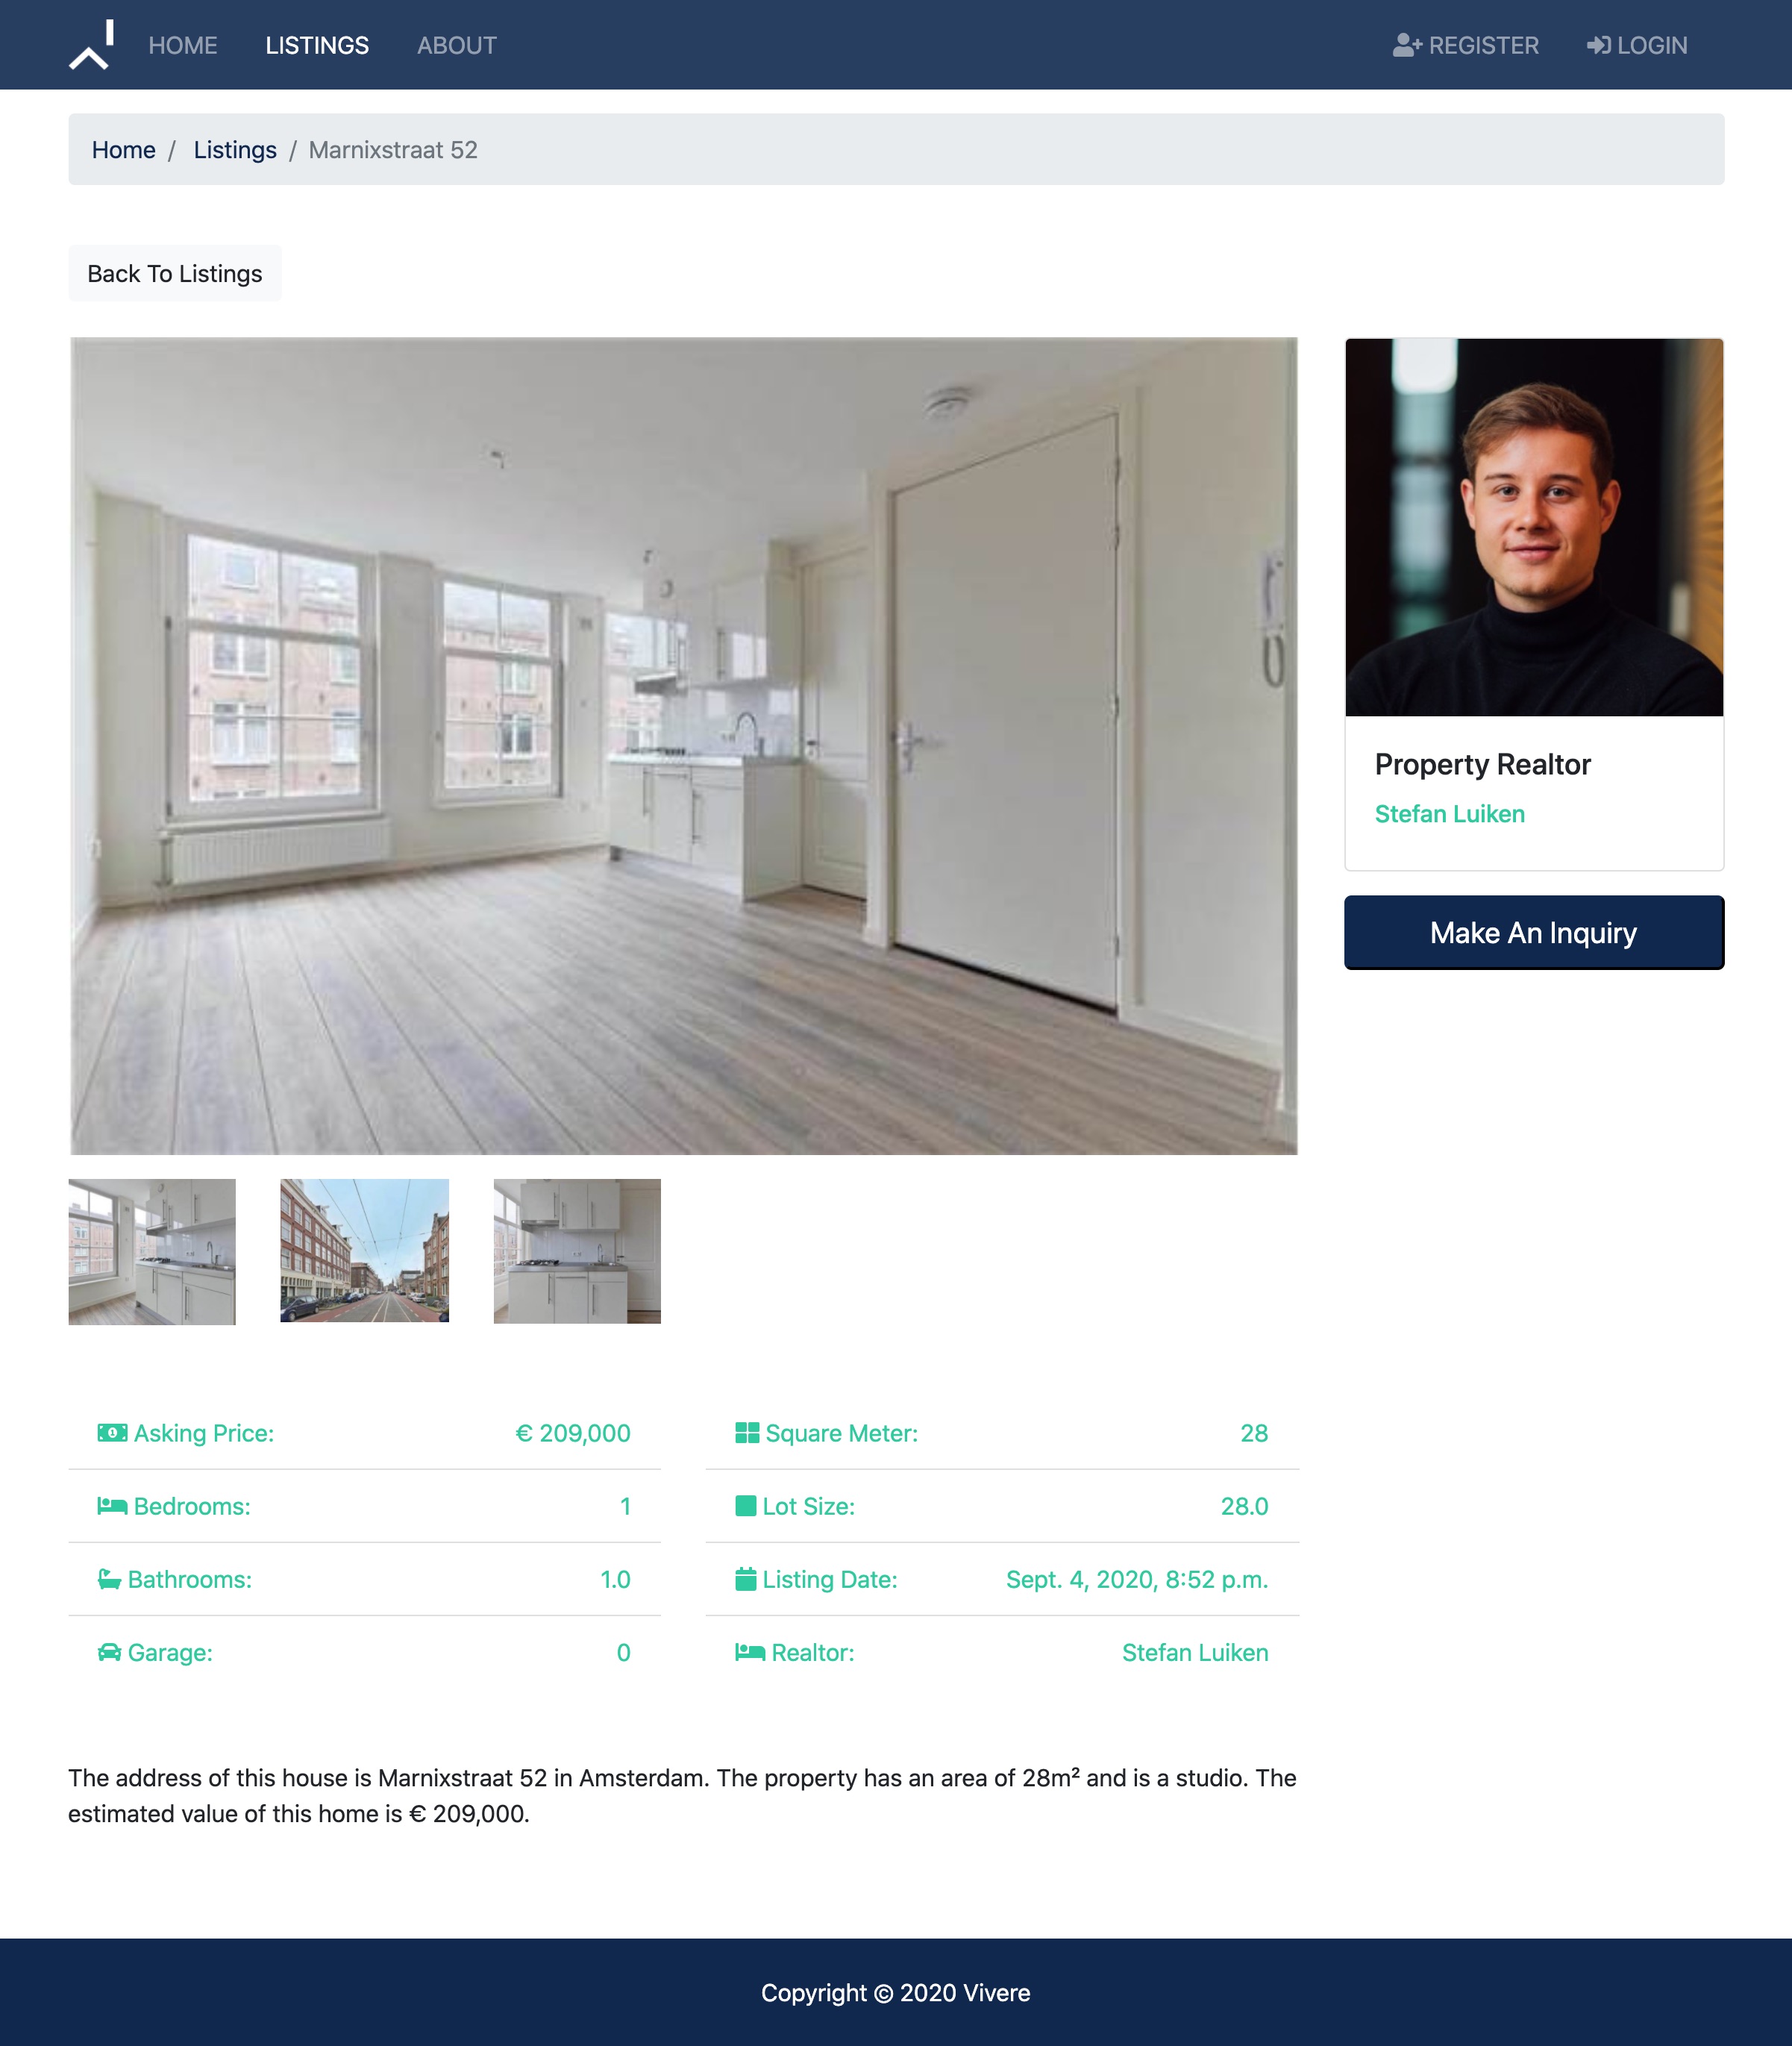 HOME
LISTINGS
ABOUT
REGISTER
LOGIN
Home / Listings / Marnixstraat 52
Back To Listings
Property Realtor
Stefan Luiken
Make An Inquiry
Asking Price: € 209,000
Bedrooms: 1
Bathrooms: 1.0
Garage: 0
Square Meter: 28
Lot Size: 28.0
Listing Date: Sept. 4, 2020, 8:52 p.m.
Realtor: Stefan Luiken
The address of this house is Marnixstraat 52 in Amsterdam. The property has an area of 28m² and is a studio. The
estimated value of this home is € 209,000.
Copyright © 2020 Vivere